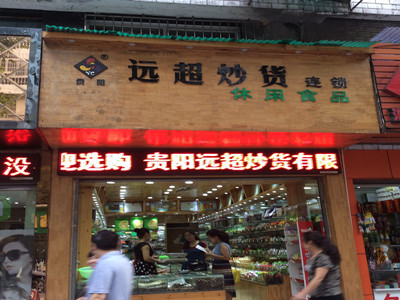 远超炒货 连锁
休闲食品
贵阳
没
迎选购 贵阳远超炒货有限